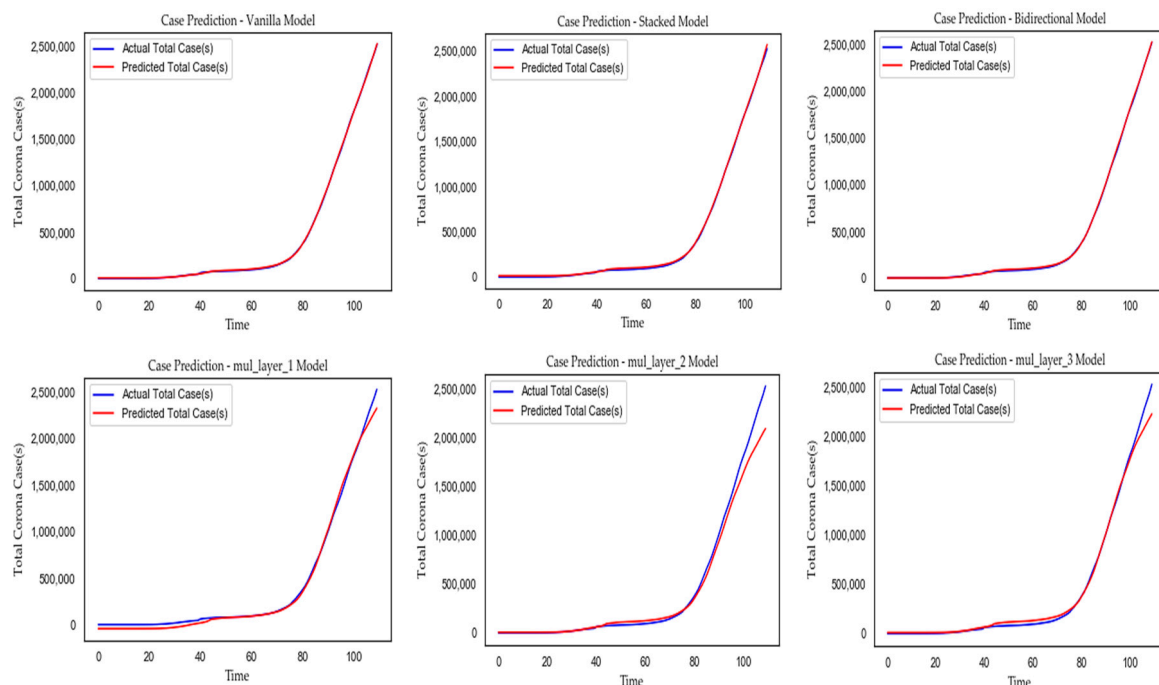 Case Prediction - Vanilla Model
Actual Total Case(s)
Predicted Total Case(s)
Total Corona Case(s)
2,500,000
2,000,000
1,500,000
1,000,000
500,000
0
0 20 40 60 80 100
Time
Case Prediction - Stacked Model
Actual Total Case(s)
Predicted Total Case(s)
Total Corona Case(s)
2,500,000
2,000,000
1,500,000
1,000,000
500,000
0
0 20 40 60 80 100
Time
Case Prediction - Bidirectional Model
Actual Total Case(s)
Predicted Total Case(s)
Total Corona Case(s)
2,500,000
2,000,000
1,500,000
1,000,000
500,000
0
0 20 40 60 80 100
Time
Case Prediction - mul_layer_1 Model
Actual Total Case(s)
Predicted Total Case(s)
Total Corona Case(s)
2,500,000
2,000,000
1,500,000
1,000,000
500,000
0
0 20 40 60 80 100
Time
Case Prediction - mul_layer_2 Model
Actual Total Case(s)
Predicted Total Case(s)
Total Corona Case(s)
2,500,000
2,000,000
1,500,000
1,000,000
500,000
0
0 20 40 60 80 100
Time
Case Prediction - mul_layer_3 Model
Actual Total Case(s)
Predicted Total Case(s)
Total Corona Case(s)
2,500,000
2,000,000
1,500,000
1,000,000
500,000
0
0 20 40 60 80 100
Time